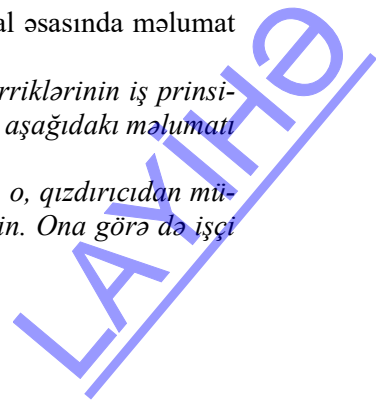 al əsasında məlumat
rriklərinin iş prinsi-
aşağıdakı məlumatı
o, qızdırıcıdan mü-
in. Ona görə də işçi
LAYİHƏ